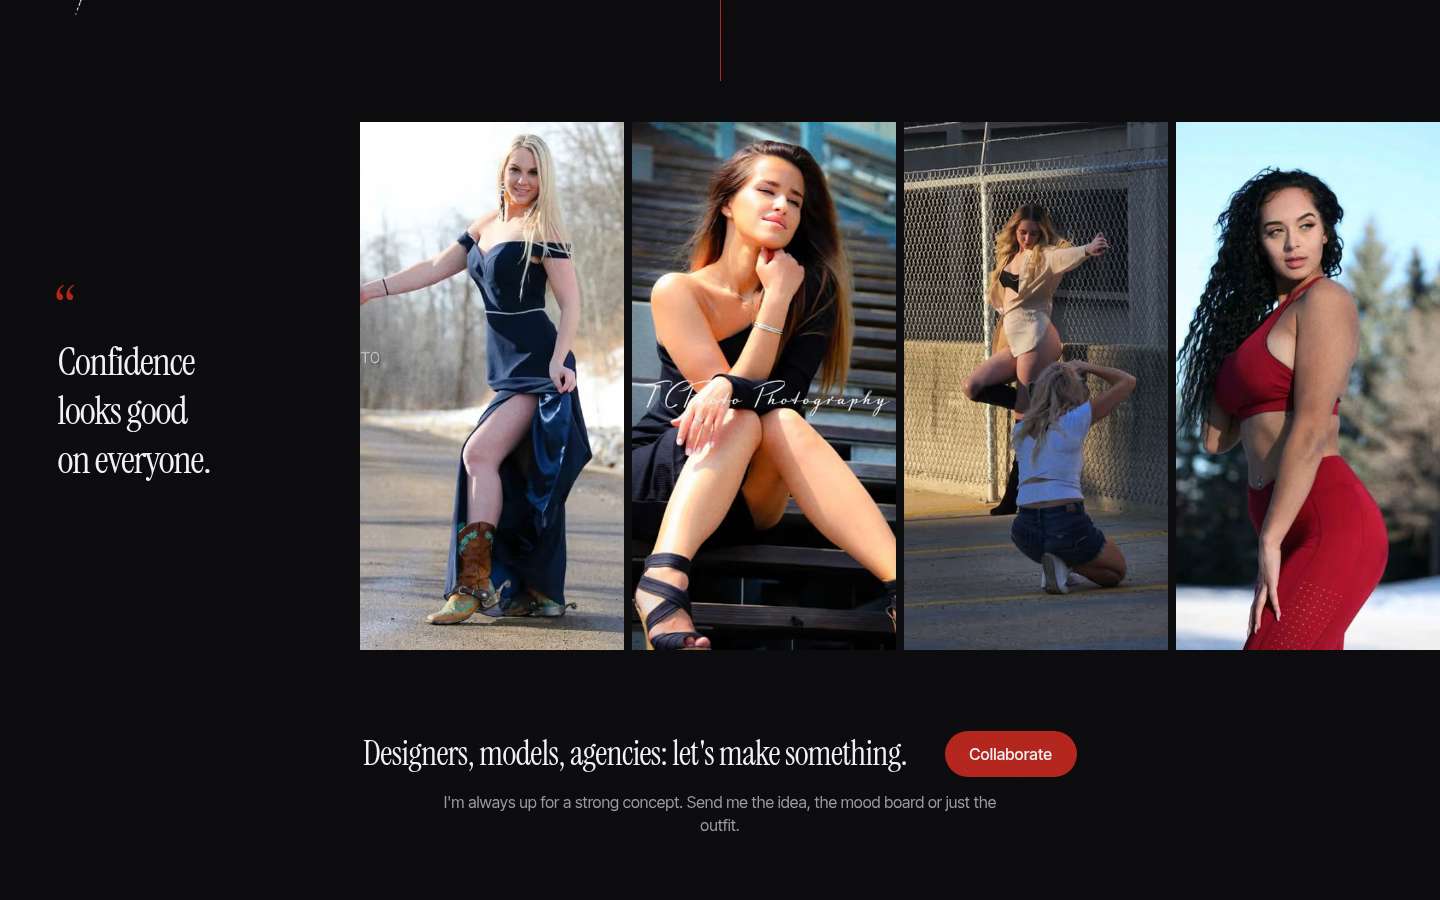 “
Confidence
looks good
on everyone.
TO
Photography
Designers, models, agencies: let's make something.
Collaborate
I'm always up for a strong concept. Send me the idea, the mood board or just the
outfit.